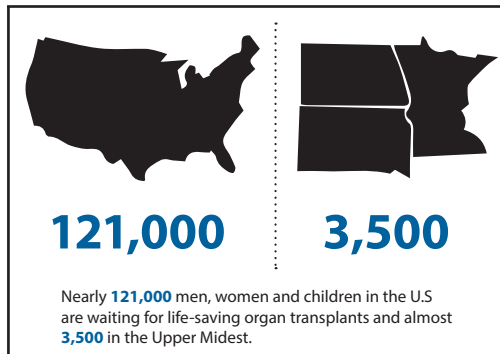 121,000
3,500
Nearly 121,000 men, women and children in the U.S
are waiting for life-saving organ transplants and almost
3,500 in the Upper Midest.